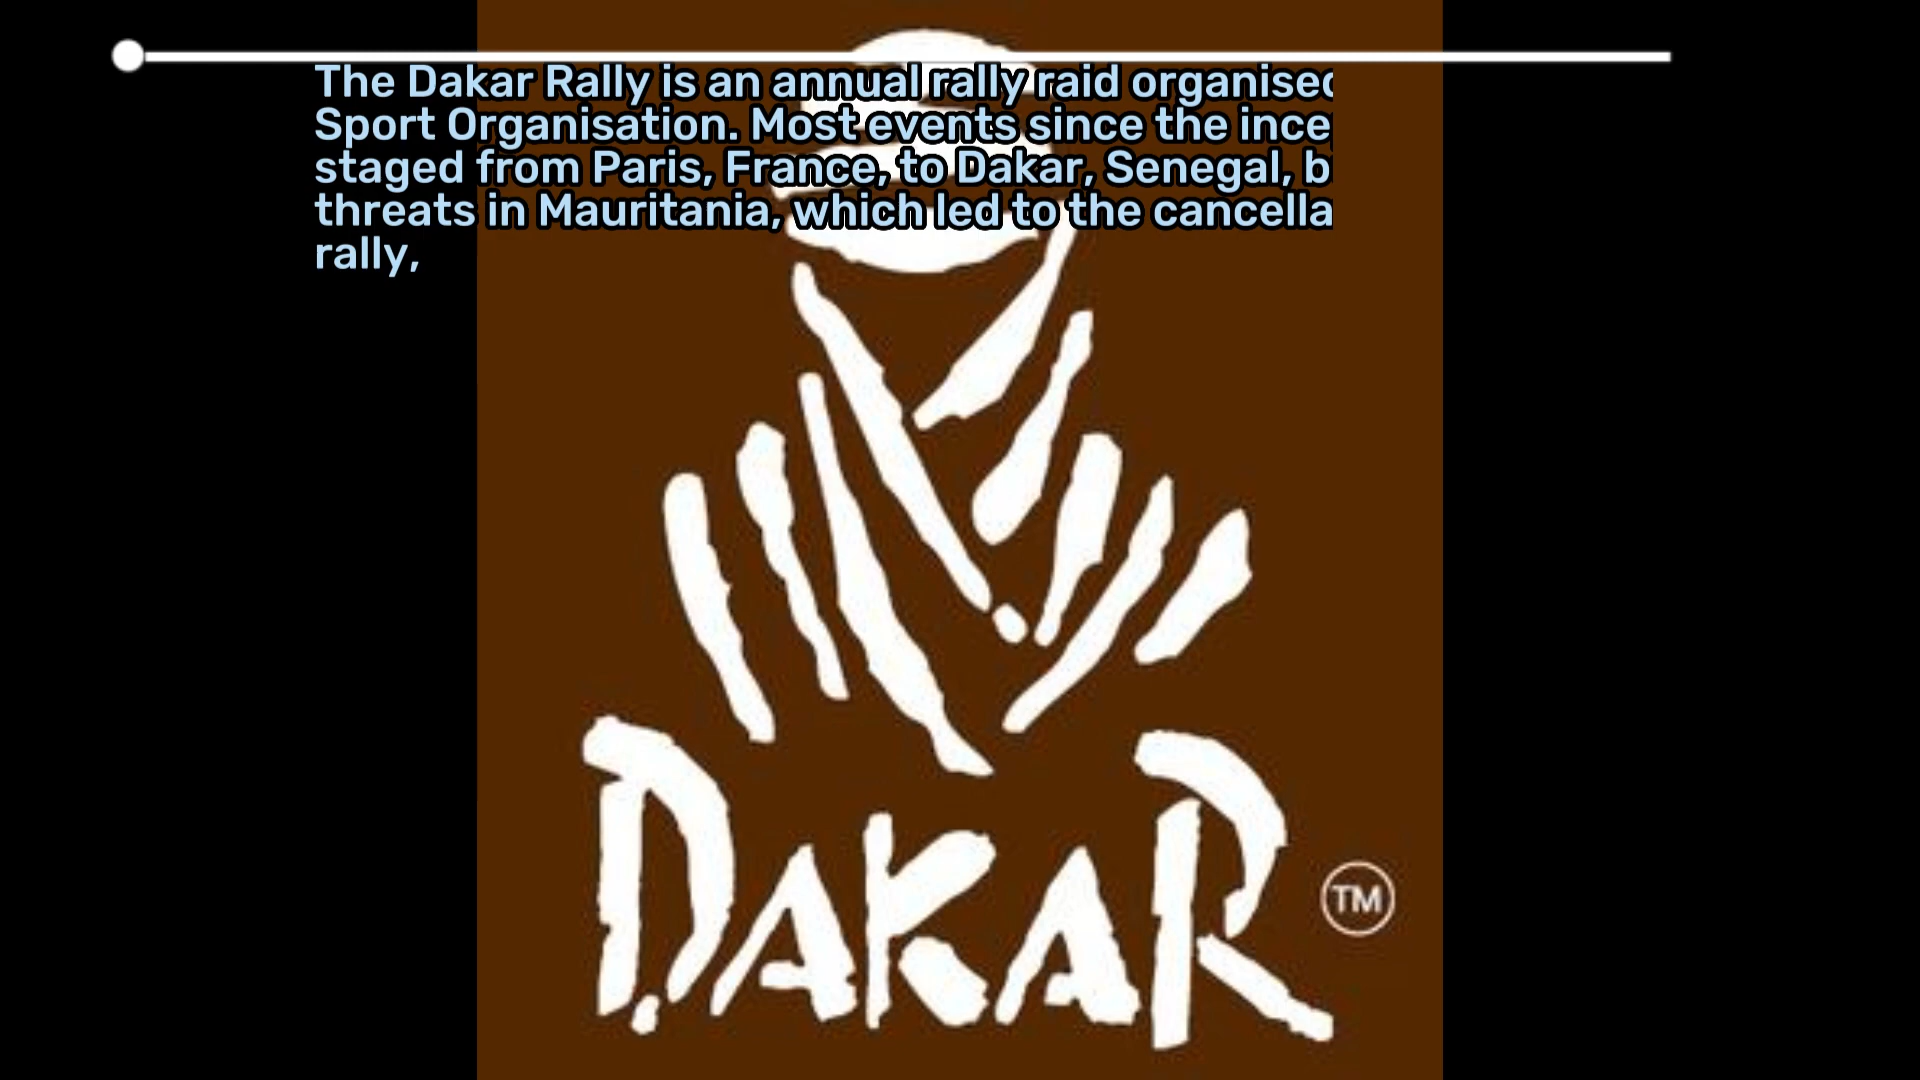 The Dakar Rally is an annual rally raid organised
Sport Organisation. Most events since the ince
staged from Paris, France, to Dakar, Senegal, b
threats in Mauritania, which led to the cancella
rally,
DAKAR
TM